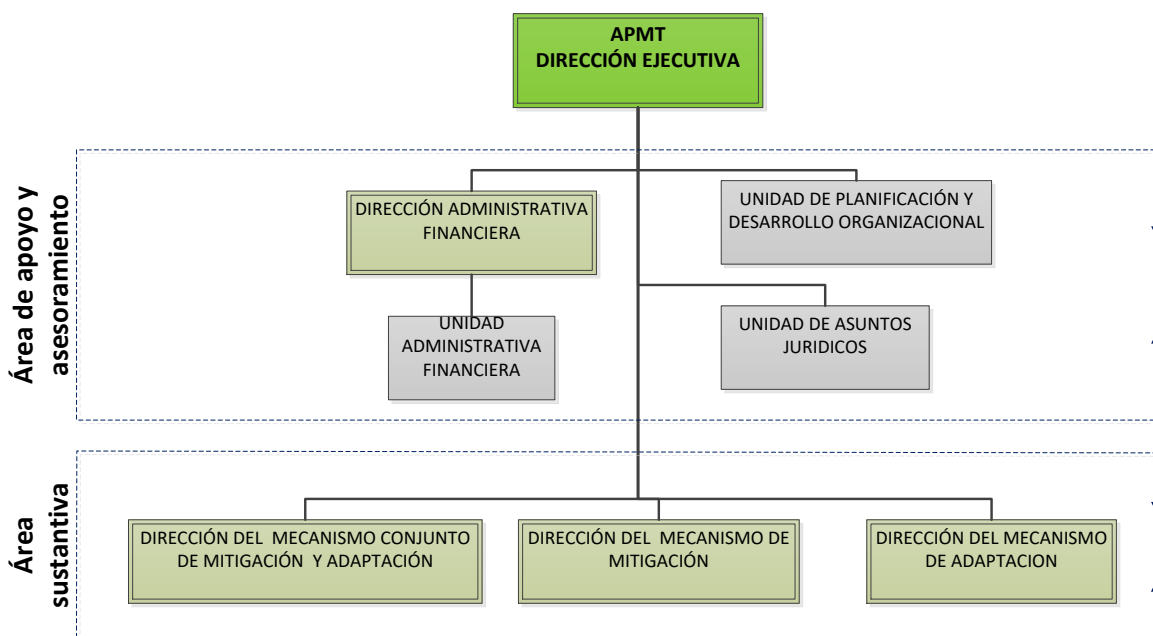 APMT
DIRECCIÓN EJECUTIVA
Área de apoyo y
asesoramiento
DIRECCIÓN ADMINISTRATIVA
FINANCIERA
UNIDAD DE PLANIFICACIÓN Y
DESARROLLO ORGANIZACIONAL
UNIDAD
ADMINISTRATIVA
FINANCIERA
UNIDAD DE ASUNTOS
JURIDICOS
Área
sustantiva
DIRECCIÓN DEL MECANISMO CONJUNTO
DE MITIGACIÓN Y ADAPTACIÓN
DIRECCIÓN DEL MECANISMO DE
MITIGACIÓN
DIRECCIÓN DEL MECANISMO
DE ADAPTACION